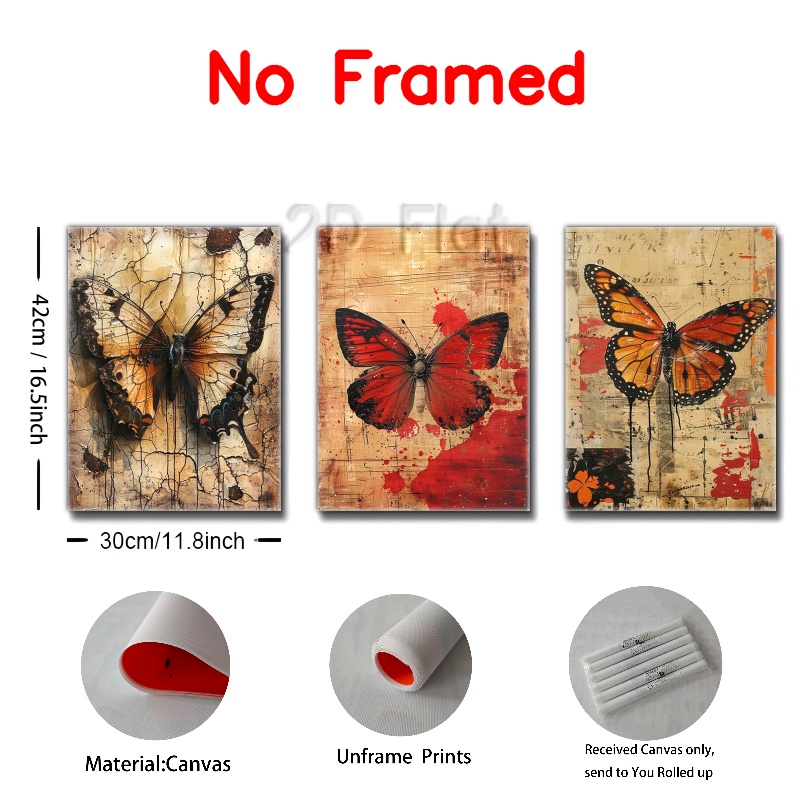 No Framed
2D Flat
42cm / 16.5inch
30cm/11.8inch
Material:Canvas
Unframe Prints
Received Canvas only,
send to You Rolled up